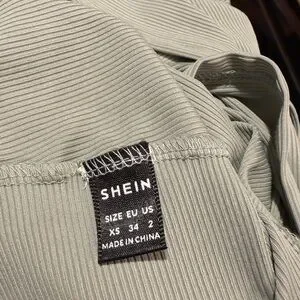 SHEIN
SIZE EU US
XS 34 2
MADE IN CHINA